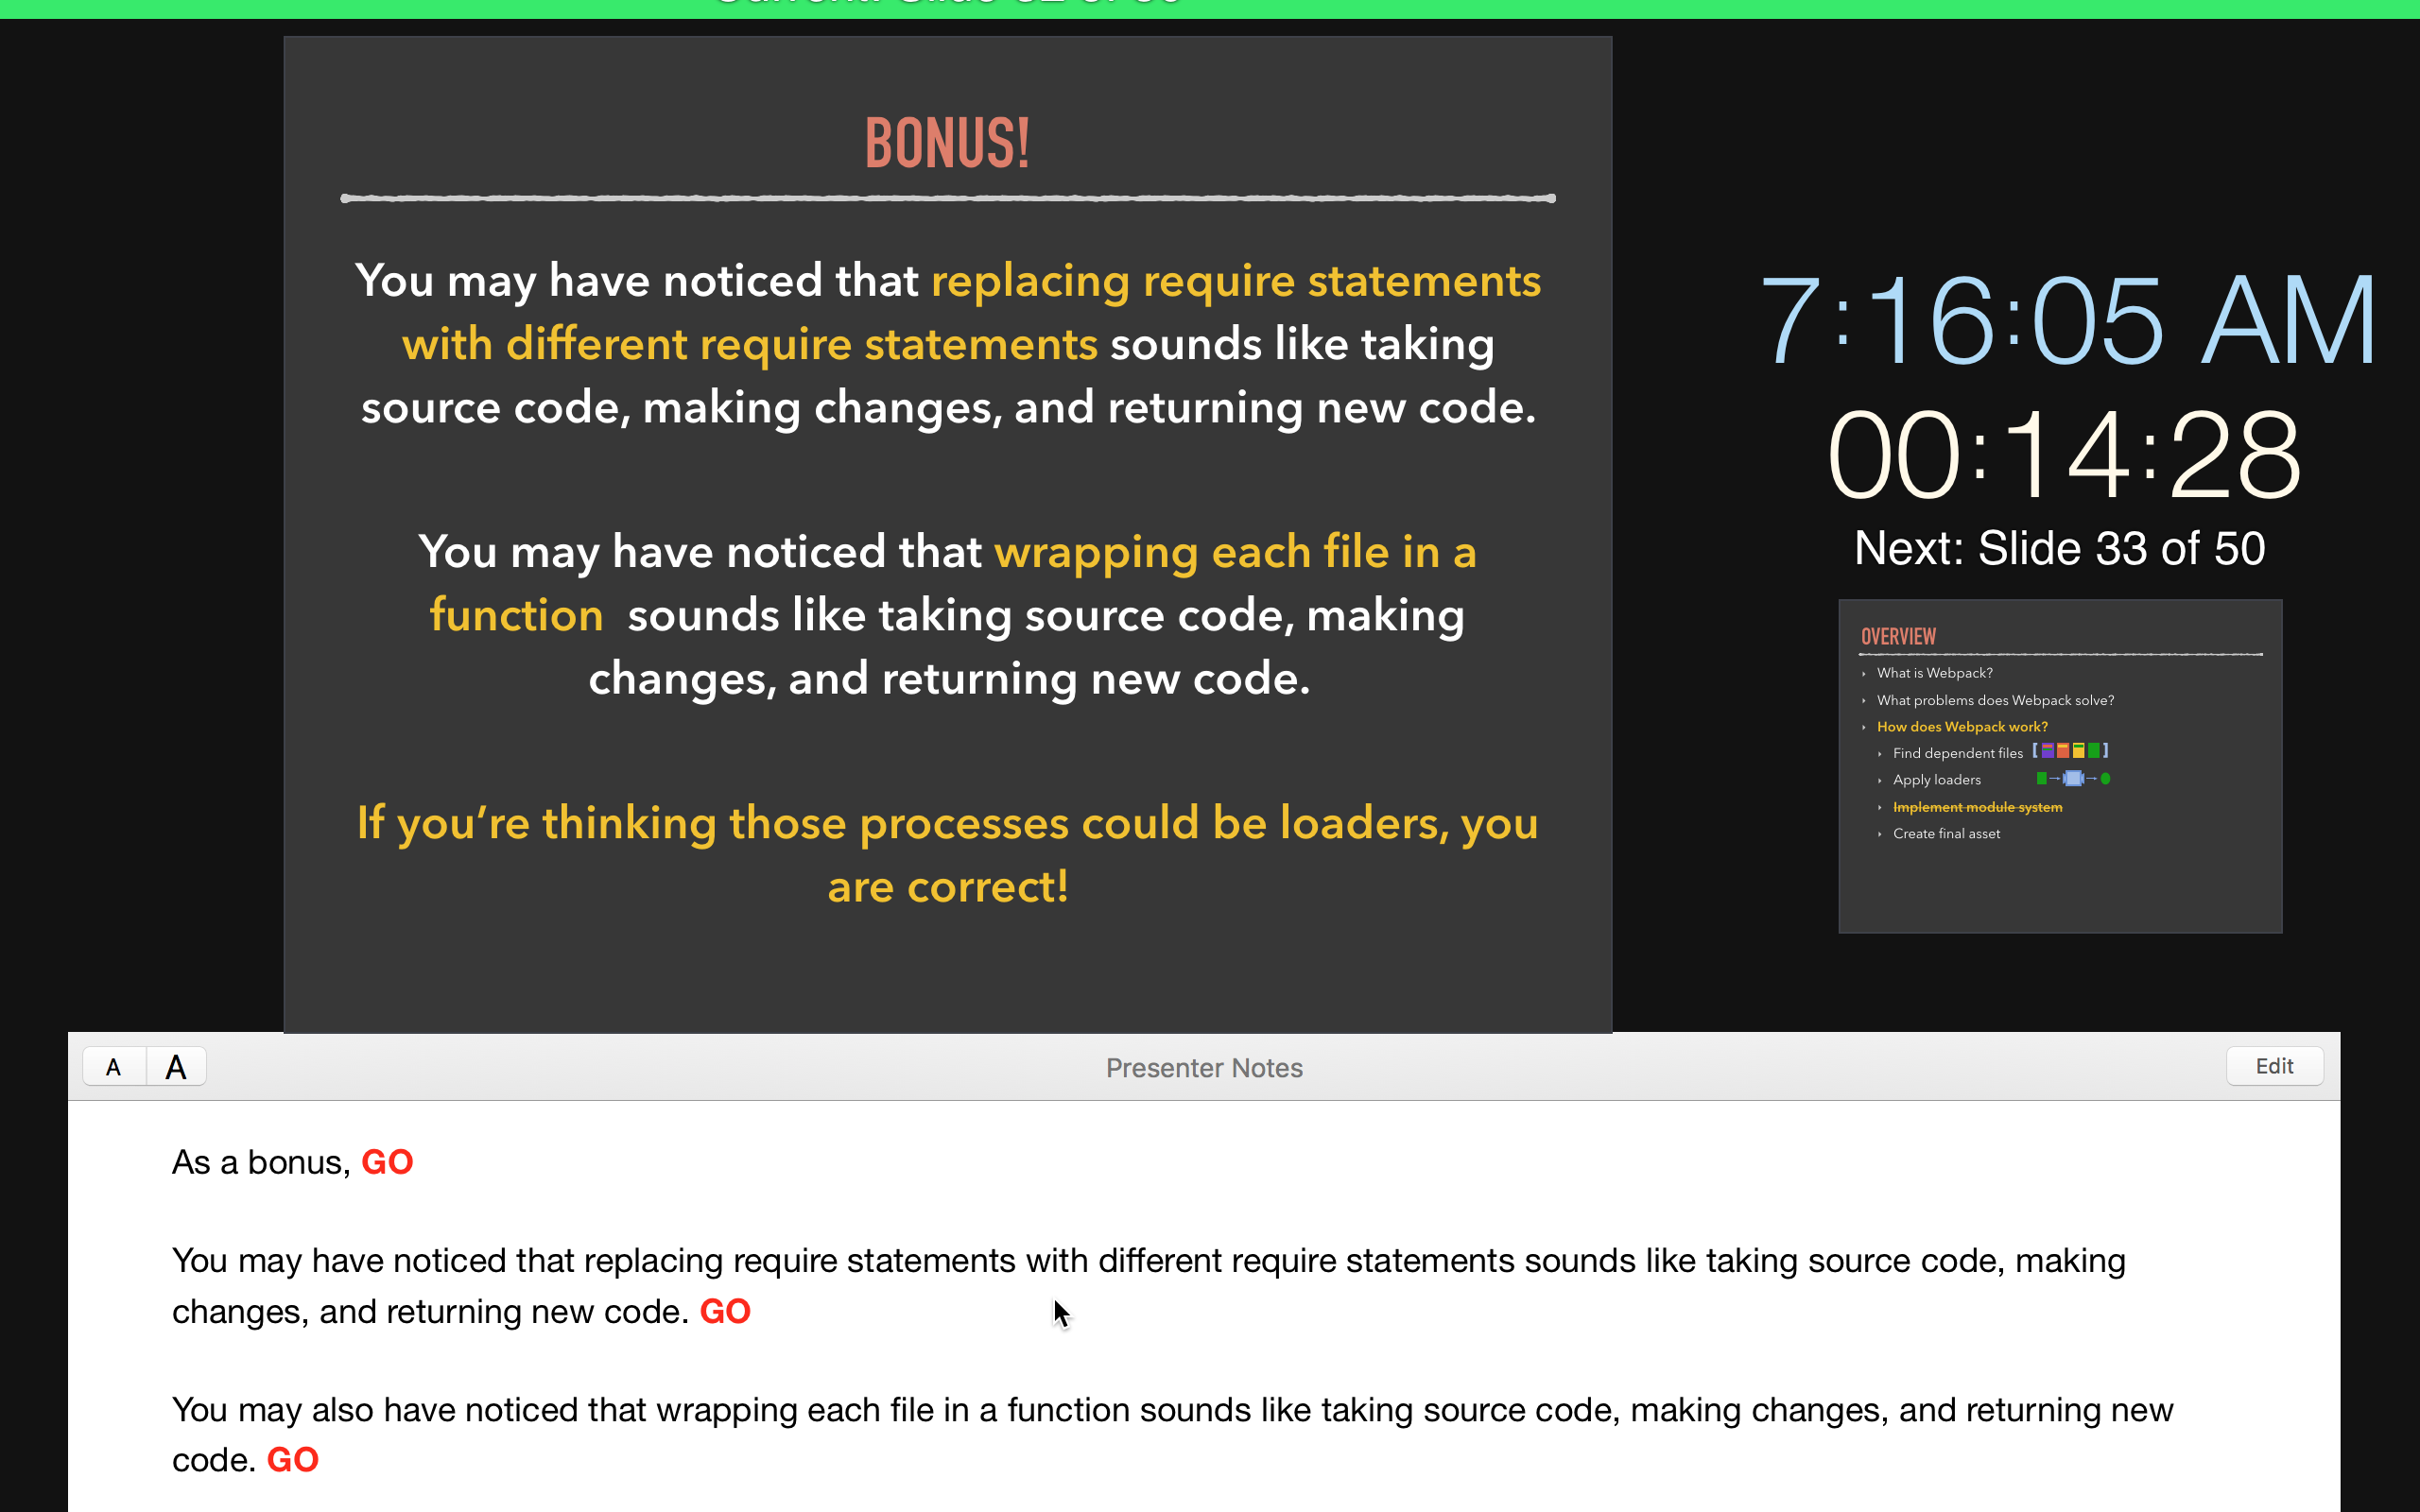 Current: Slide 32 of 50
BONUS!
You may have noticed that replacing require statements
with different require statements sounds like taking
source code, making changes, and returning new code.
You may have noticed that wrapping each file in a
function sounds like taking source code, making
changes, and returning new code.
If you’re thinking those processes could be loaders, you
are correct!
7:16:05 AM
00:14:28
Next: Slide 33 of 50
OVERVIEW
What is Webpack?
What problems does Webpack solve?
How does Webpack work?
Find dependent files
Apply loaders
Implement module system
Create final asset
A A
Presenter Notes
Edit
As a bonus, GO
You may have noticed that replacing require statements with different require statements sounds like taking source code, making
changes, and returning new code. GO
You may also have noticed that wrapping each file in a function sounds like taking source code, making changes, and returning new
code. GO